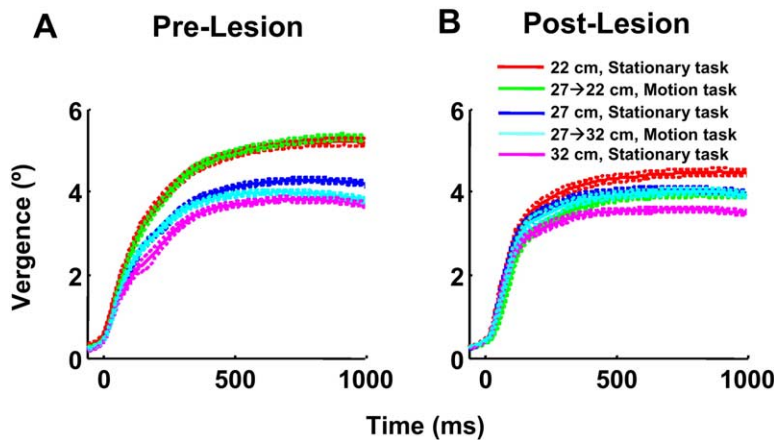 A Pre-Lesion
B Post-Lesion
22 cm, Stationary task
27→22 cm, Motion task
27 cm, Stationary task
27→32 cm, Motion task
32 cm, Stationary task
Vergence (º)
6
4
2
0
0 500 1000
6
4
2
0
0 500 1000
Time (ms)